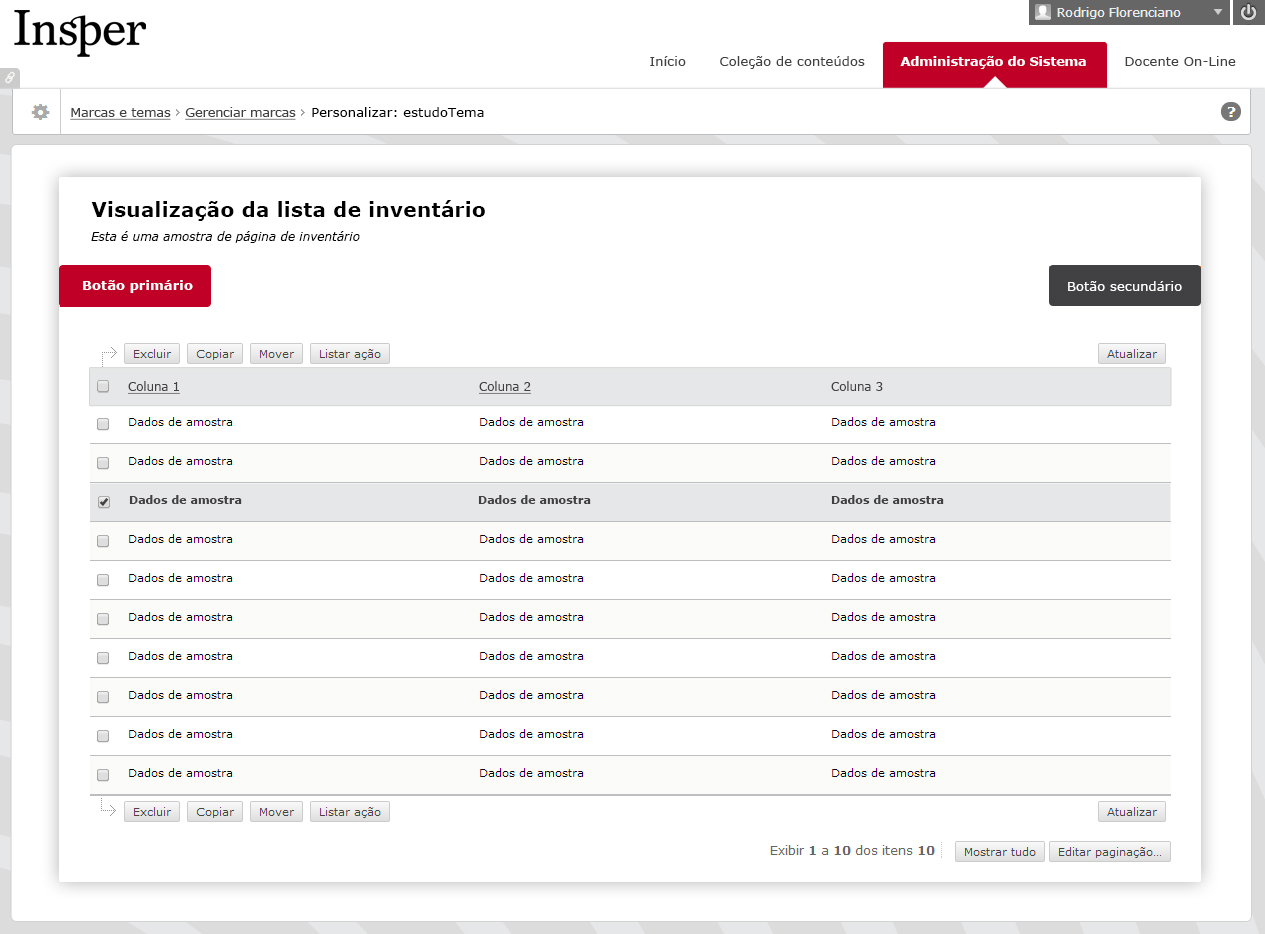 Insper
Rodrigo Florenciano
Início Coleção de conteúdos Administração do Sistema Docente On-Line
Marcas e temas › Gerenciar marcas › Personalizar: estudoTema ?
Visualização da lista de inventário
Esta é uma amostra de página de inventário
Botão primário Botão secundário
Excluir Copiar Mover Listar ação Atualizar
Coluna 1 Coluna 2 Coluna 3
Dados de amostra Dados de amostra Dados de amostra
Dados de amostra Dados de amostra Dados de amostra
Dados de amostra Dados de amostra Dados de amostra
Dados de amostra Dados de amostra Dados de amostra
Dados de amostra Dados de amostra Dados de amostra
Dados de amostra Dados de amostra Dados de amostra
Dados de amostra Dados de amostra Dados de amostra
Dados de amostra Dados de amostra Dados de amostra
Dados de amostra Dados de amostra Dados de amostra
Dados de amostra Dados de amostra Dados de amostra
Excluir Copiar Mover Listar ação Atualizar
Exibir 1 a 10 dos itens 10 Mostrar tudo Editar paginação...